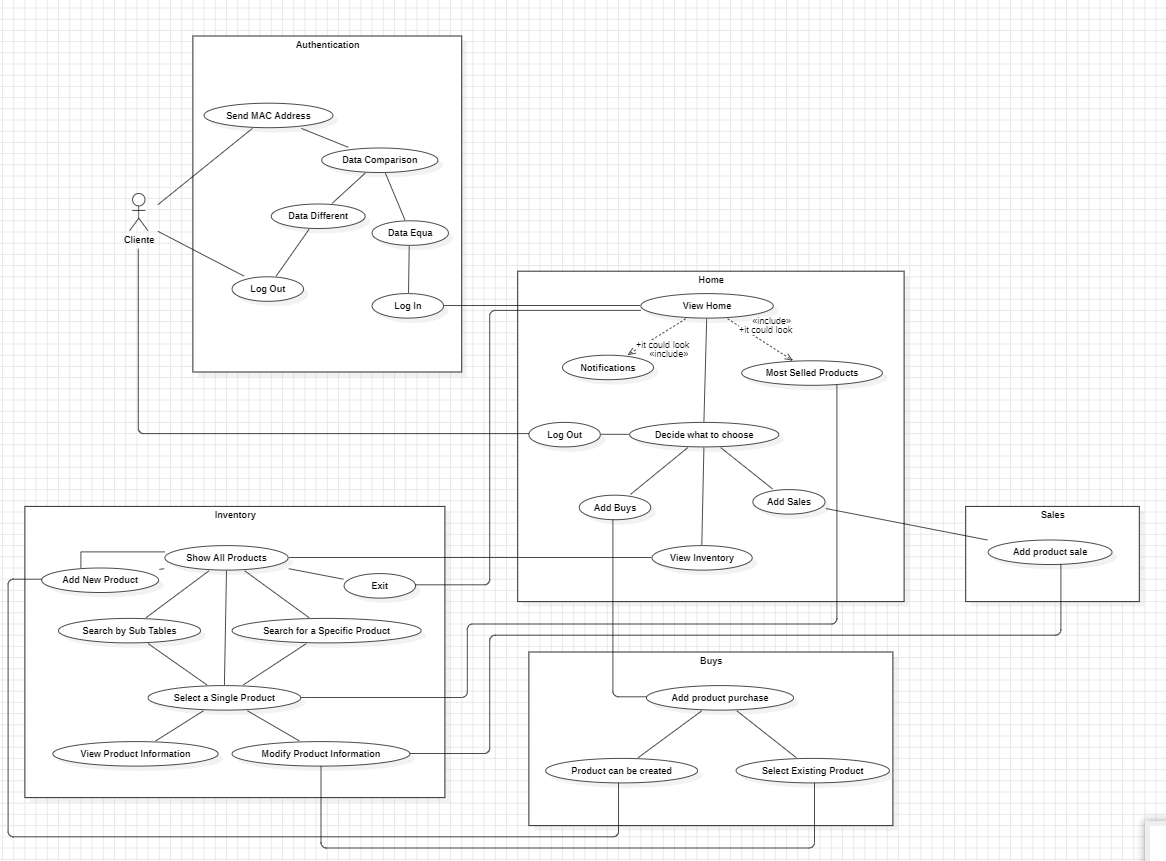 Authentication
Send MAC Address
Data Comparison
Data Different
Data Equa
Cliente
Log Out
Log In
Home
View Home
«include»
+it could look
+it could look
«include»
Notifications
Most Selled Products
Log Out
Decide what to choose
Add Buys
Add Sales
Inventory
Sales
Show All Products
View Inventory
Add product sale
Add New Product
Exit
Search by Sub Tables
Search for a Specific Product
Buys
Select a Single Product
Add product purchase
View Product Information
Modify Product Information
Product can be created
Select Existing Product